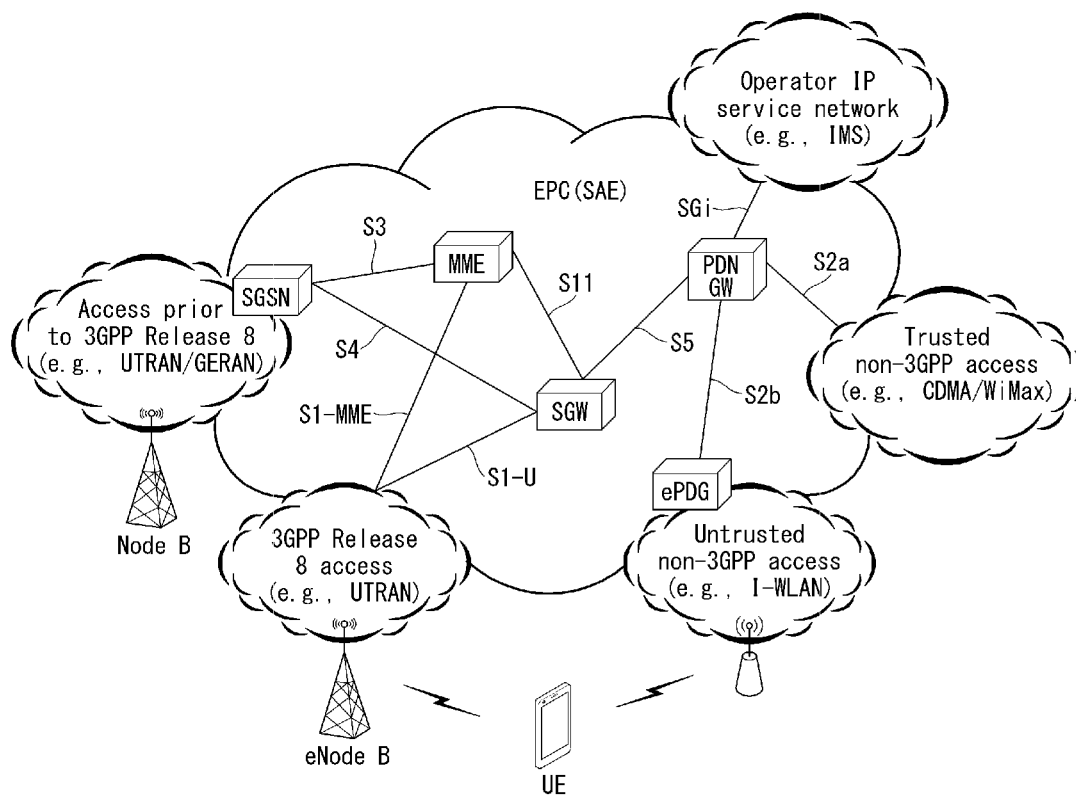 Operator IP
service network
(e.g., IMS)
EPC(SAE)
SGi
S3
MME
PDN
GW
S2a
SGSN
S11
Access prior
to 3GPP Release 8
(e.g., UTRAN/GERAN)
S4
S5
Trusted
non-3GPP access
(e.g., CDMA/WiMax)
S2b
S1-MME
SGW
S1-U
ePDG
Node B
3GPP Release
8 access
(e.g., UTRAN)
Untrusted
non-3GPP access
(e.g., I-WLAN)
eNode B
UE